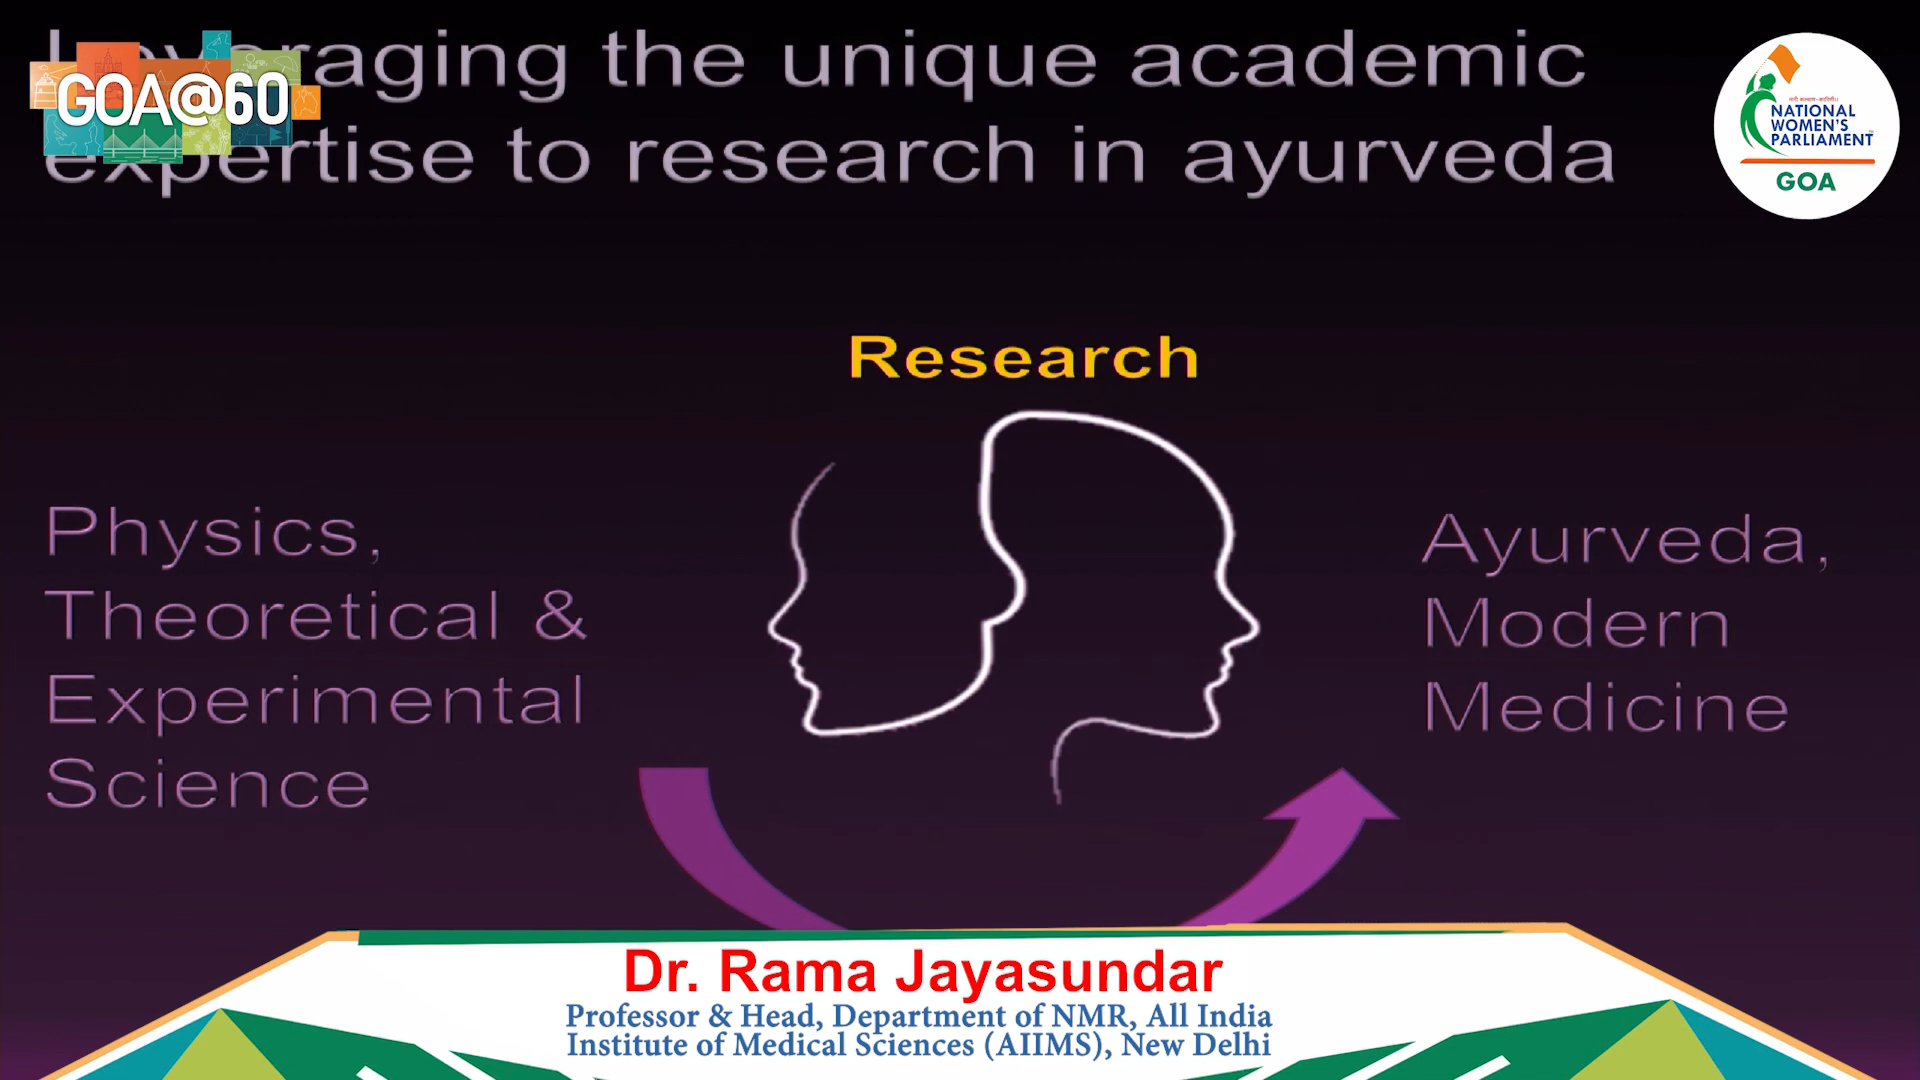 Leveraging the unique academic
expertise to research in ayurveda
GOA@60
NATIONAL
WOMEN'S
PARLIAMENT
GOA
Research
Physics,
Theoretical &
Experimental
Science
Ayurveda,
Modern
Medicine
Dr. Rama Jayasundar
Professor & Head, Department of NMR, All India
Institute of Medical Sciences (AIIMS), New Delhi